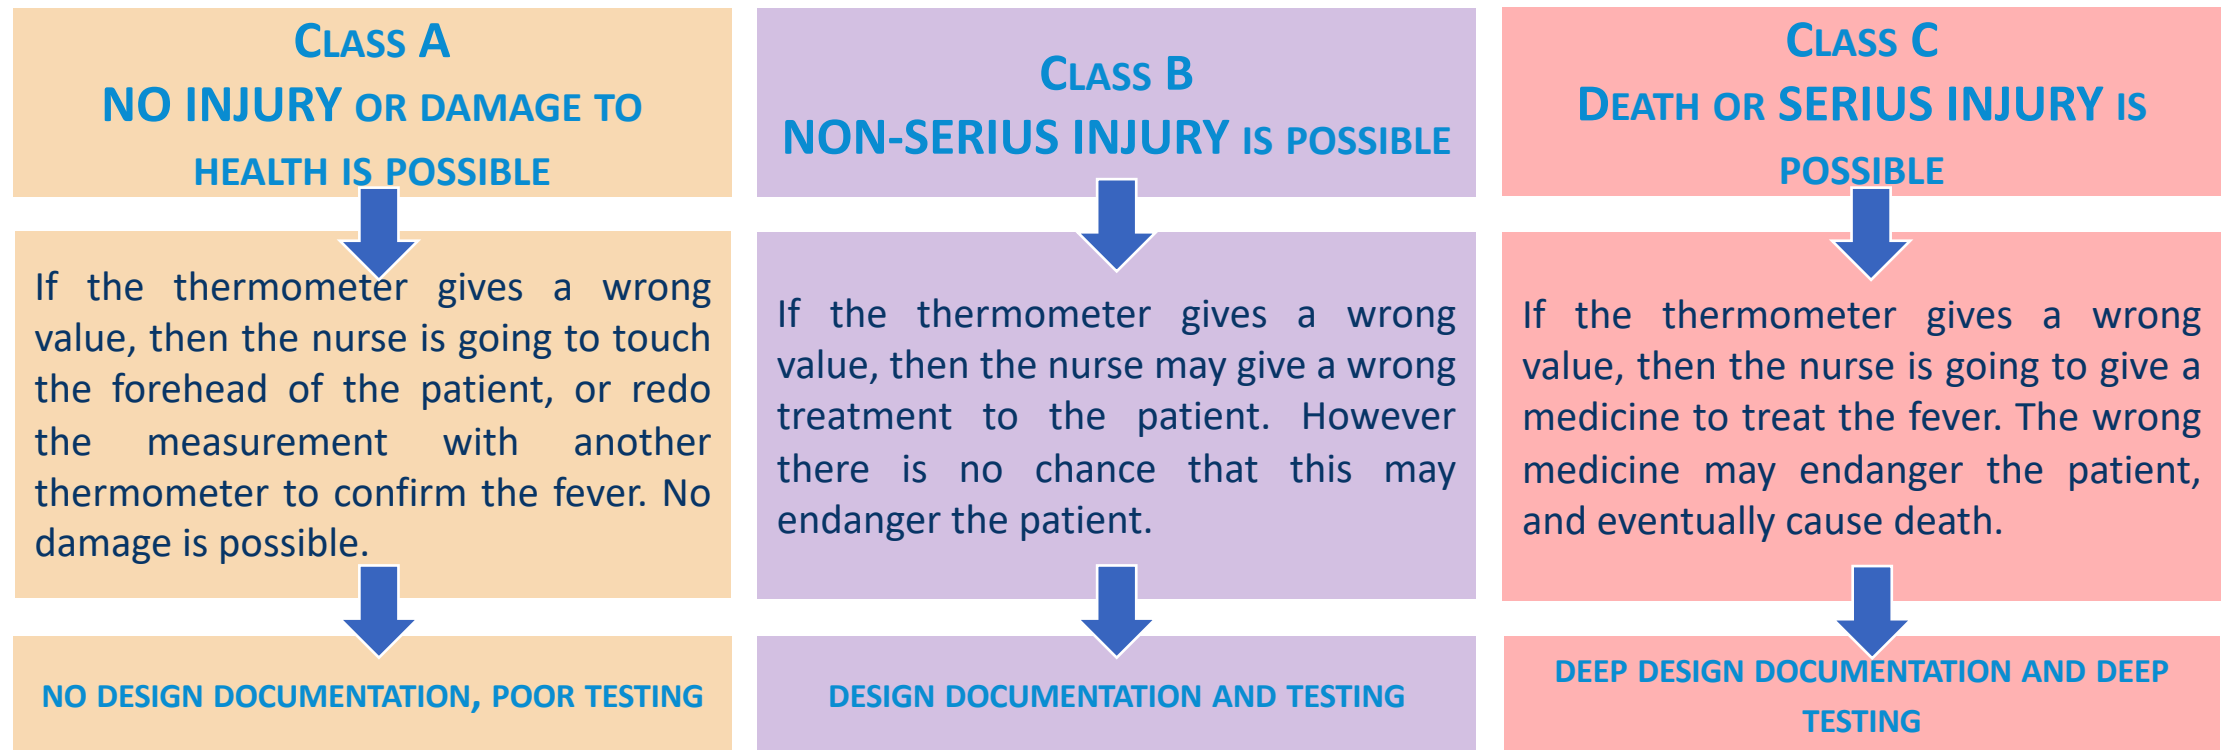 CLASS A
NO INJURY OR DAMAGE TO
HEALTH IS POSSIBLE
If the thermometer gives a wrong
value, then the nurse is going to touch
the forehead of the patient, or redo
the measurement with another
thermometer to confirm the fever. No
damage is possible.
NO DESIGN DOCUMENTATION, POOR TESTING
CLASS B
NON-SERIUS INJURY IS POSSIBLE
If the thermometer gives a wrong
value, then the nurse may give a wrong
treatment to the patient. However
there is no chance that this may
endanger the patient.
DESIGN DOCUMENTATION AND TESTING
CLASS C
DEATH OR SERIUS INJURY IS
POSSIBLE
If the thermometer gives a wrong
value, then the nurse is going to give a
medicine to treat the fever. The wrong
medicine may endanger the patient,
and eventually cause death.
DEEP DESIGN DOCUMENTATION AND DEEP
TESTING